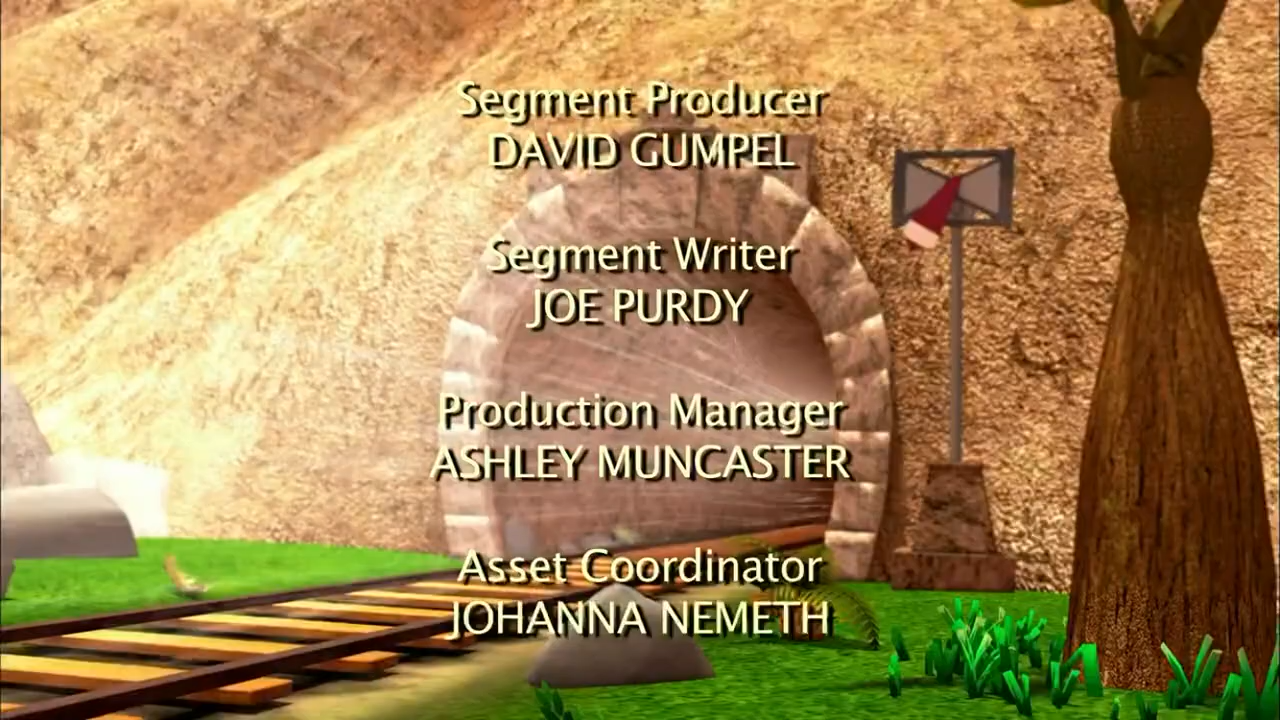 Segment Producer
DAVID GUMPEL
Segment Writer
JOE PURDY
Production Manager
ASHLEY MUNCASTER
Asset Coordinator
JOHANNA NEMETH